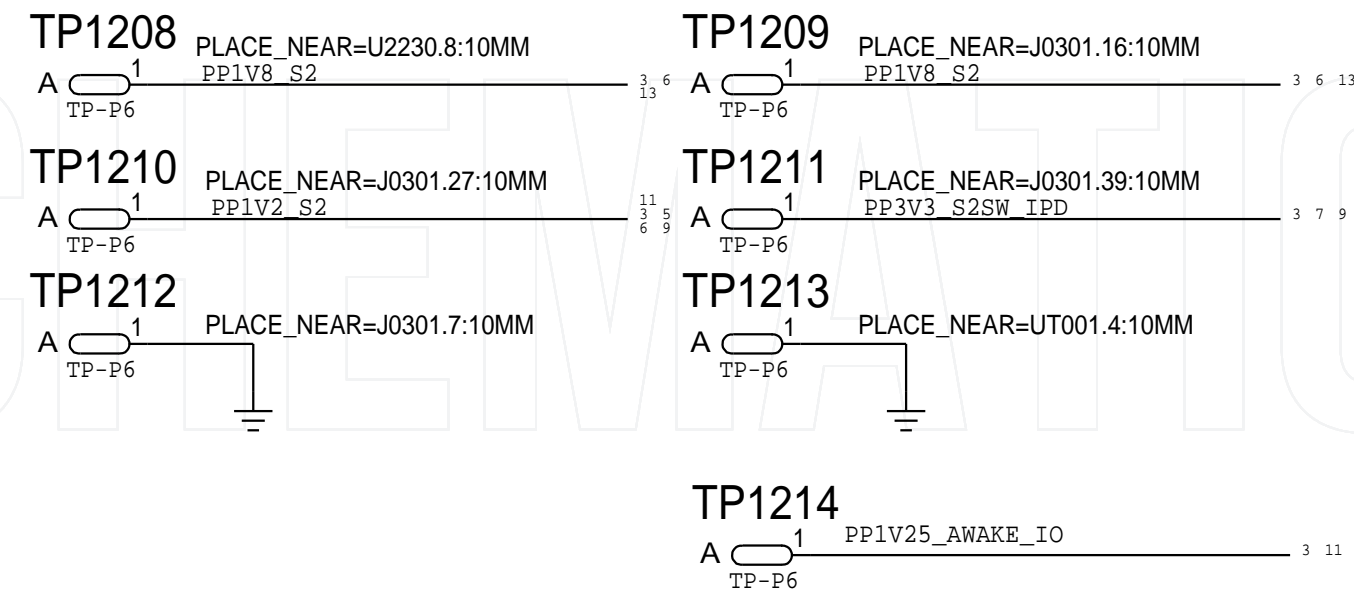 TP1208
PLACE_NEAR=U2230.8:10MM
A
1
PP1V8_S2
3 6
13
TP-P6
TP1209
PLACE_NEAR=J0301.16:10MM
A
1
PP1V8_S2
3 6 13
TP-P6
TP1210
PLACE_NEAR=J0301.27:10MM
A
1
PP1V2_S2
11
3 5
6 9
TP-P6
TP1211
PLACE_NEAR=J0301.39:10MM
A
1
PP3V3_S2SW_IPD
3 7 9
TP-P6
TP1212
PLACE_NEAR=J0301.7:10MM
A
1
TP-P6
TP1213
PLACE_NEAR=UT001.4:10MM
A
1
TP-P6
TP1214
A
1
PP1V25_AWAKE_IO
3 11
TP-P6
CHEMATIC